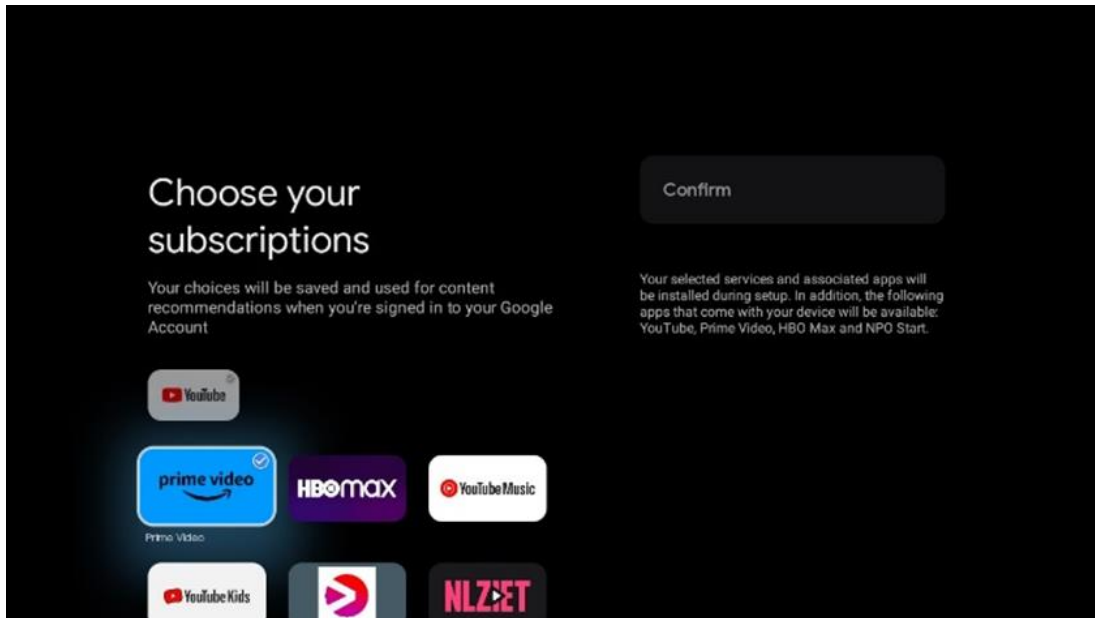 Choose your
subscriptions
Your choices will be saved and used for content
recommendations when you're signed in to your Google
Account
YouTube
prime video
HBOmax
YouTube Music
Prime Video
YouTube Kids
NLZIET
Confirm
Your selected services and associated apps will
be installed during setup. In addition, the following
apps that come with your device will be available:
YouTube, Prime Video, HBO Max and NPO Start.